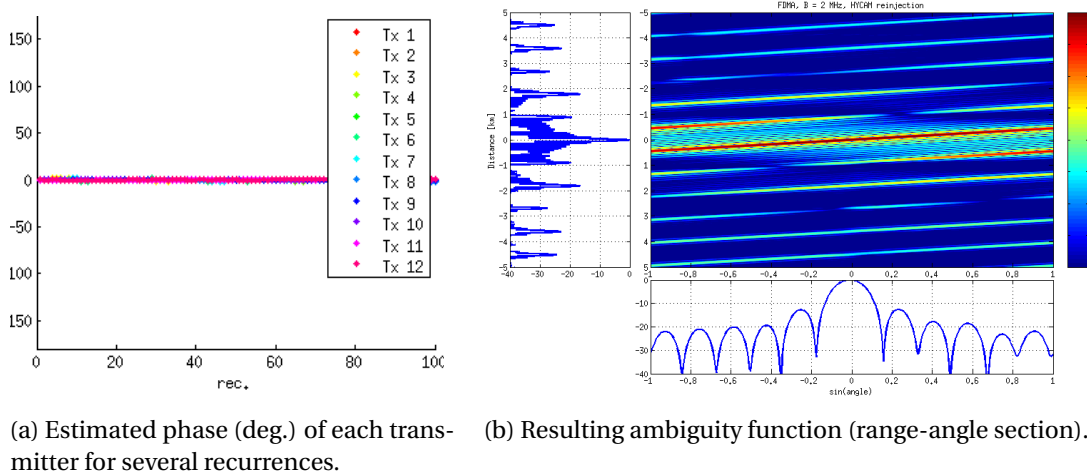 150
100
50
0
-50
100
150
0 20 40 60 80 100
rec.
Tx 1
Tx 2
Tx 3
Tx 4
Tx 5
Tx 6
Tx 7
Tx 8
Tx 9
Tx 10
Tx 11
Tx 12
FDMA, B = 2 MHz, HYCAM reinjection
Distance [km]
5
4
3
2
1
0
-1
-2
-3
-4
-5
-40 -30 -20 -10 0
5
4
3
2
1
0
-1
-2
-3
-4
-5
-1 -0.8 -0.6 -0.4 -0.2 0 0.2 0.4 0.6 0.8 1
0
-10
-20
-30
-40
-1 -0.8 -0.6 -0.4 -0.2 0 0.2 0.4 0.6 0.8 1
sin(angle)
(a) Estimated phase (deg.) of each trans-
mitter for several recurrences.
(b) Resulting ambiguity function (range-angle section).